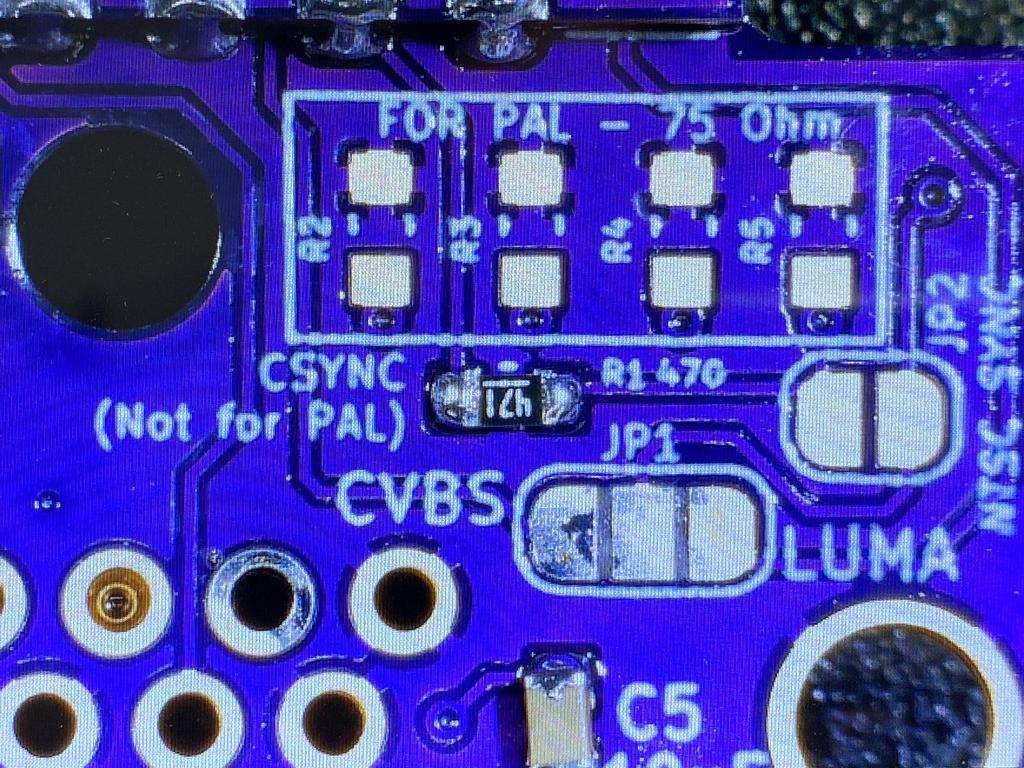 FOR PAL - 75 Ohm
R2
R3
R4
R5
JP2
NTSC SYNC
CSYNC
(Not for PAL)
471
R1 470
JP1
CVBS
LUMA
C5